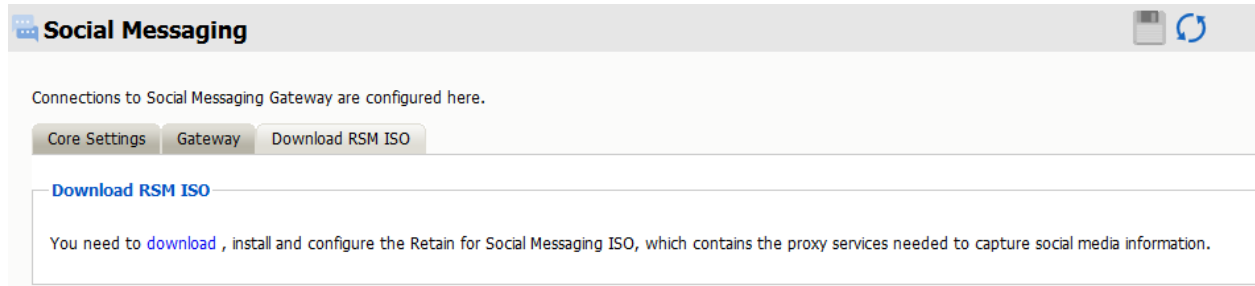 Social Messaging
Connections to Social Messaging Gateway are configured here.
Core Settings Gateway Download RSM ISO
Download RSM ISO
You need to download , install and configure the Retain for Social Messaging ISO, which contains the proxy services needed to capture social media information.